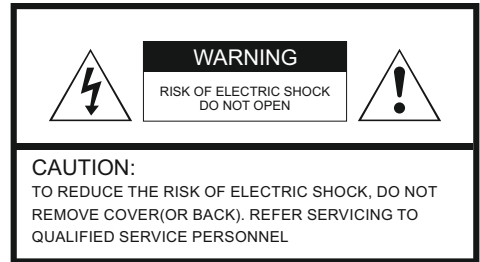 WARNING
RISK OF ELECTRIC SHOCK
DO NOT OPEN
CAUTION:
TO REDUCE THE RISK OF ELECTRIC SHOCK, DO NOT
REMOVE COVER(OR BACK). REFER SERVICING TO
QUALIFIED SERVICE PERSONNEL